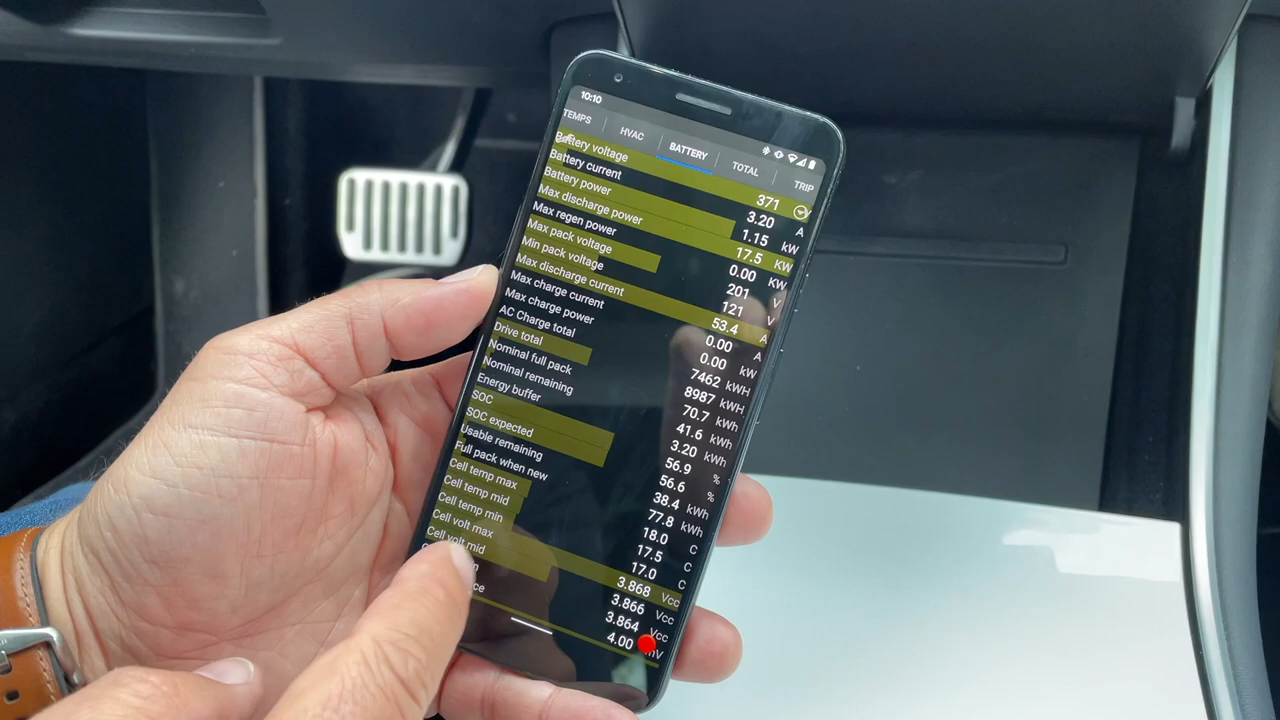 10:10
TEMPS HVAC BATTERY TOTAL TRIP
Battery voltage 371
Battery current 3.20 A
Battery power 1.15 kW
Max discharge power 17.5 KW
Max regen power 0.00 KW
Max pack voltage 201 V
Min pack voltage 121 V
Max discharge current 53.4 A
Max charge current 0.00 A
Max charge power 0.00 kW
AC Charge total 7462 kWH
Drive total 8987 kWH
Nominal full pack 70.7 kWh
Nominal remaining 41.6 kWh
Energy buffer 3.20 kWh
SOC 56.9 %
SOC expected 56.6 %
Usable remaining 38.4 kWh
Full pack when new 77.8 kWh
Cell temp max 18.0 C
Cell temp mid 17.5 C
Cell temp min 17.0 C
Cell volt max 3.868 Vcc
Cell volt mid 3.866 Vcc
3.864 Vcc
4.00